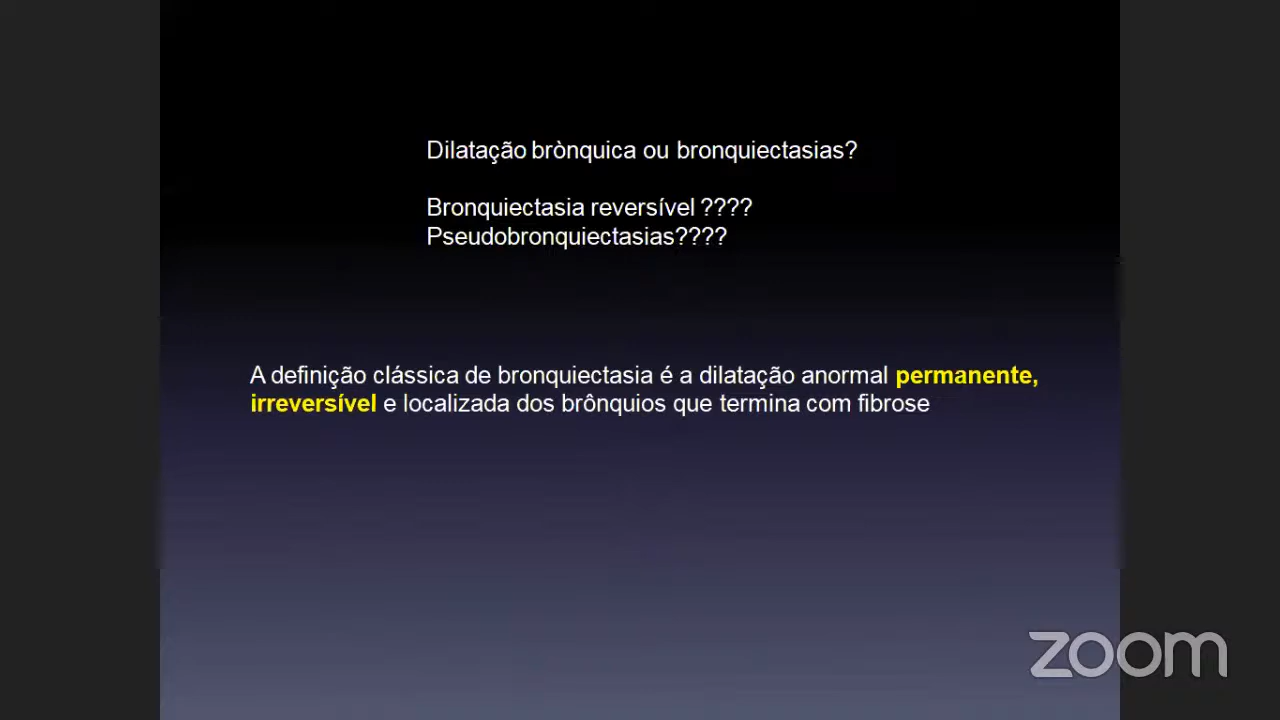 Dilatação brònquica ou bronquiectasias?
Bronquiectasia reversível ????
Pseudobronquiectasias????
A definição clássica de bronquiectasia é a dilatação anormal permanente,
irreversível e localizada dos brônquios que termina com fibrose
zoom